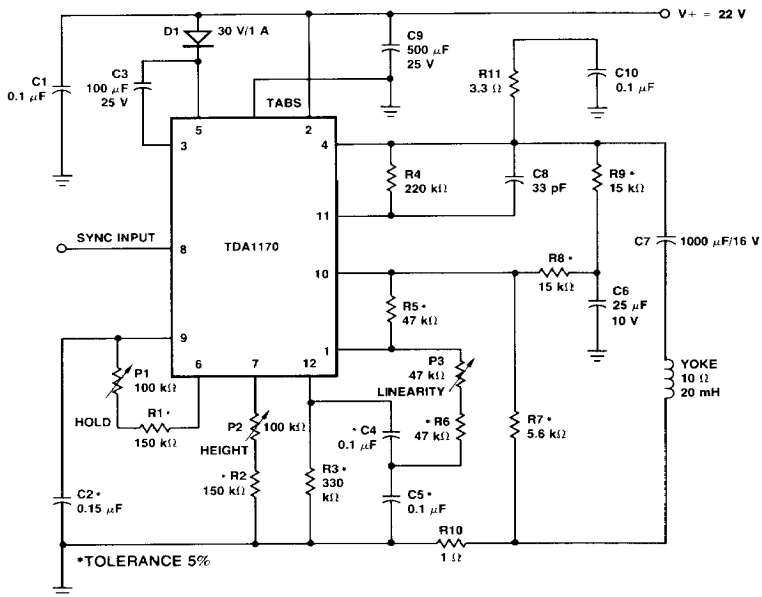 V+ = 22 V
D1
30 V/1 A
C9
500 μF
25 V
C3
100 μF
25 V
C1
0.1 μF
R11
3.3 Ω
C10
0.1 μF
TABS
5
2
3
4
R4
220 kΩ
C8
33 pF
R9*
15 kΩ
11
SYNC INPUT
8
TDA1170
C7
1000 μF/16 V
10
R8*
15 kΩ
C6
25 μF
10 V
R5*
47 kΩ
9
1
6
7
12
P1
100 kΩ
P3
47 kΩ
LINEARITY
YOKE
10 Ω
20 mH
HOLD
R1*
150 kΩ
P2
100 kΩ
HEIGHT
*C4
0.1 μF
*R6
47 kΩ
R7*
5.6 kΩ
*R2
150 kΩ
R3*
330
kΩ
C2*
0.15 μF
C5*
0.1 μF
R10
1 Ω
*TOLERANCE 5%